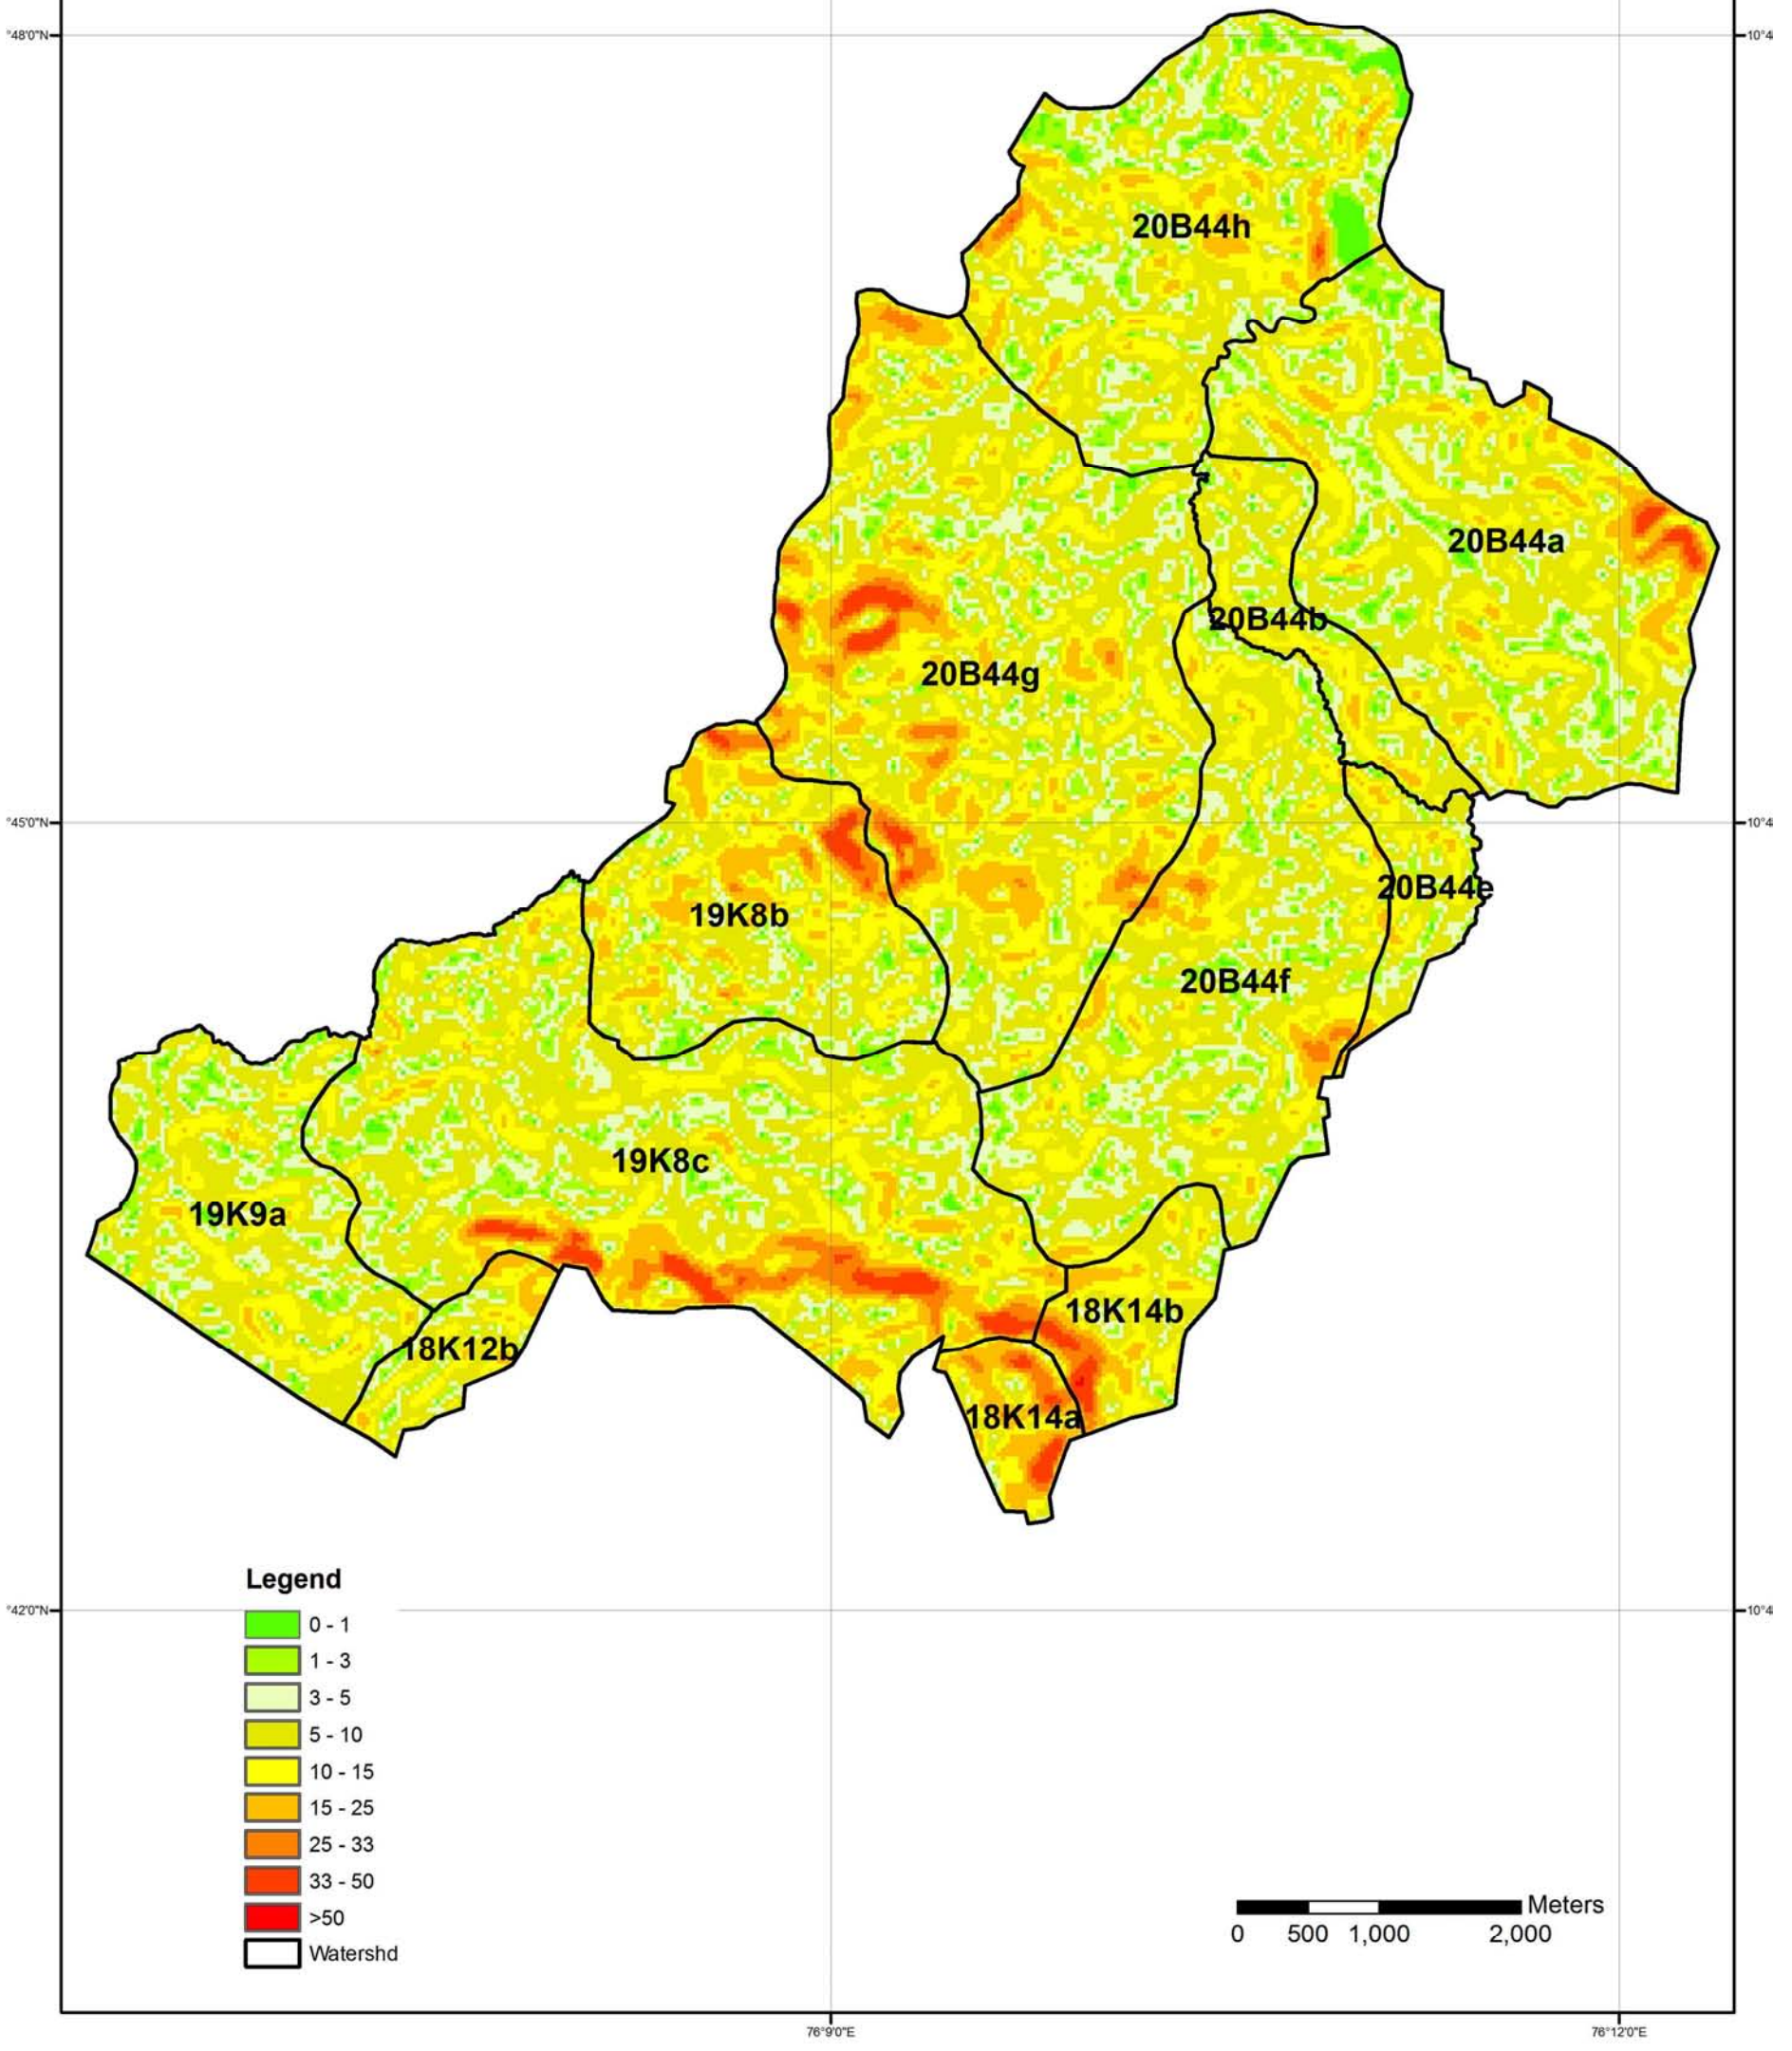 °48'0"N
10°4
20B44h
20B44a
20B44b
20B44g
°45'0"N
10°4
20B44e
19K8b
20B44f
19K8c
19K9a
18K14b
18K12b
18K14a
Legend
°42'0"N
10°4
0 - 1
1 - 3
3 - 5
5 - 10
10 - 15
15 - 25
25 - 33
33 - 50
>50
Watershd
Meters
0 500 1,000 2,000
76°9'0"E
76°12'0"E